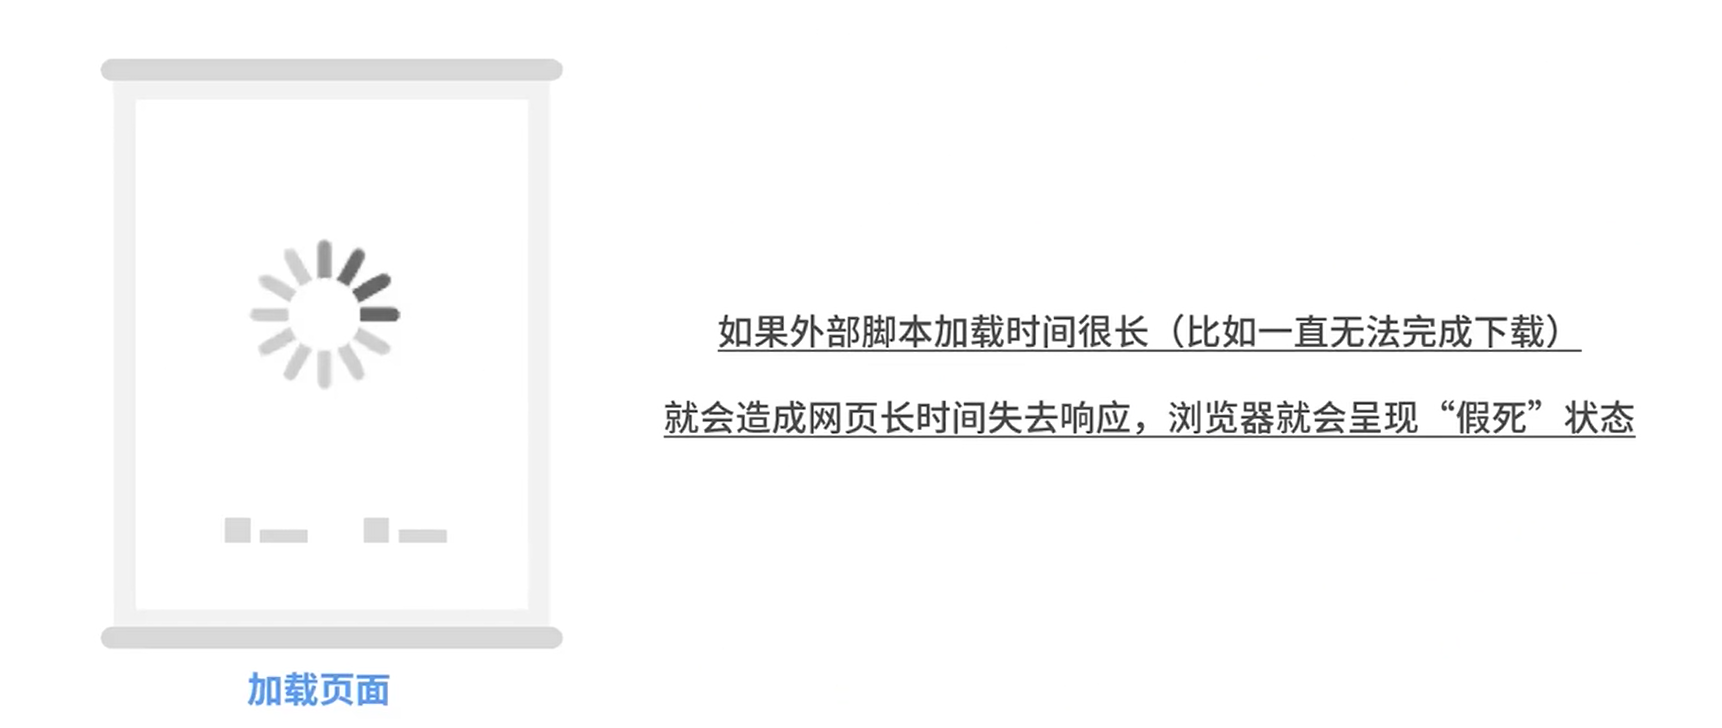 如果外部脚本加载时间很长（比如一直无法完成下载）
就会造成网页长时间失去响应，浏览器就会呈现“假死”状态
加载页面